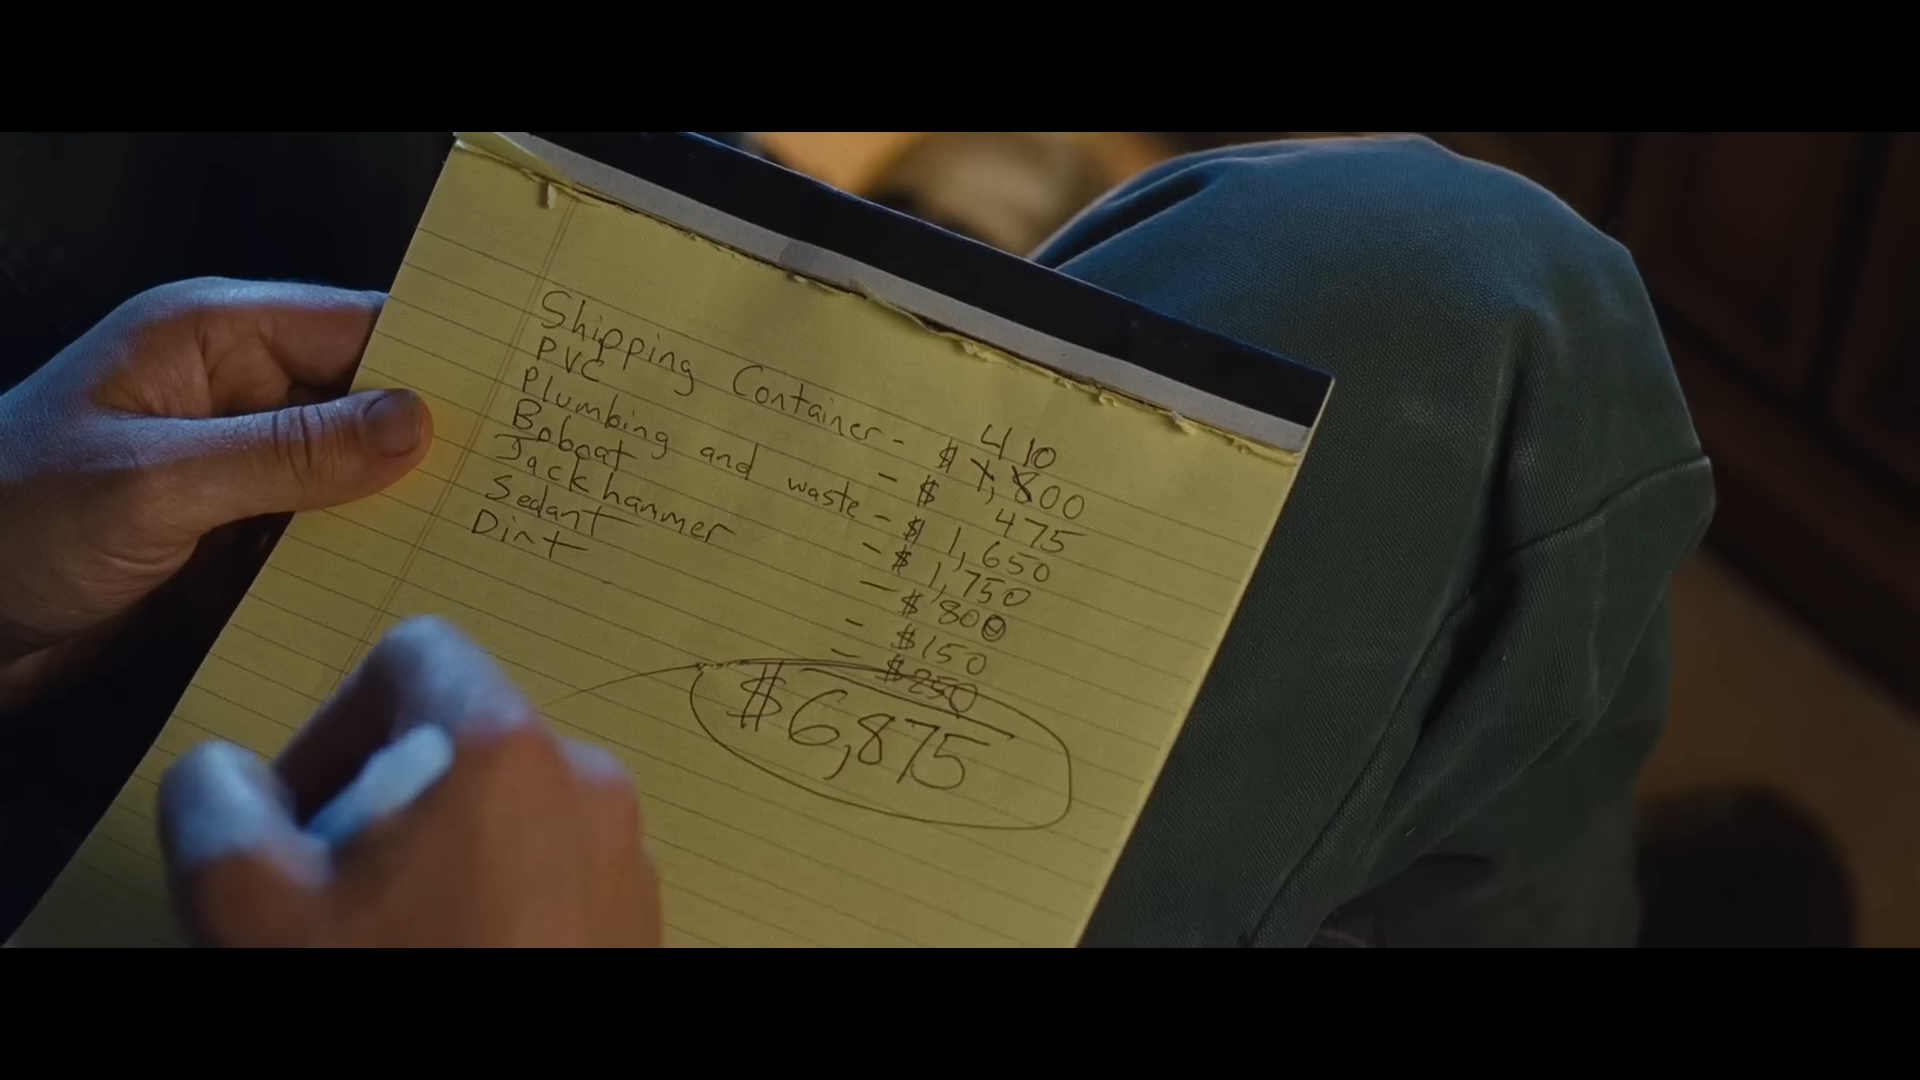 Shipping Container - $ 1,800 410
PVC - $ 475
Plumbing and waste - $ 1,650
Bobcat - $ 1,750
Jackhammer - $ 800
Sedant - $150
Dirt - $250
$6,875